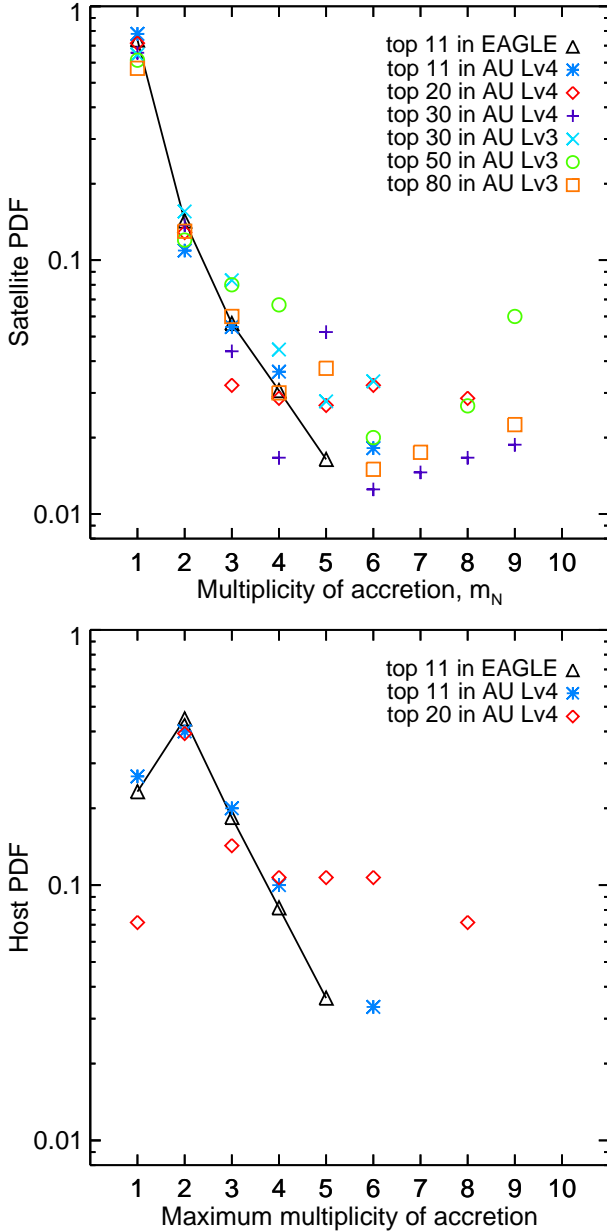 1
top 11 in EAGLE
top 11 in AU Lv4
top 20 in AU Lv4
top 30 in AU Lv4
top 30 in AU Lv3
top 50 in AU Lv3
top 80 in AU Lv3
0.1
0.01
Satellite PDF
1 2 3 4 5 6 7 8 9 10
Multiplicity of accretion, m_N
1
top 11 in EAGLE
top 11 in AU Lv4
top 20 in AU Lv4
0.1
0.01
Host PDF
1 2 3 4 5 6 7 8 9 10
Maximum multiplicity of accretion